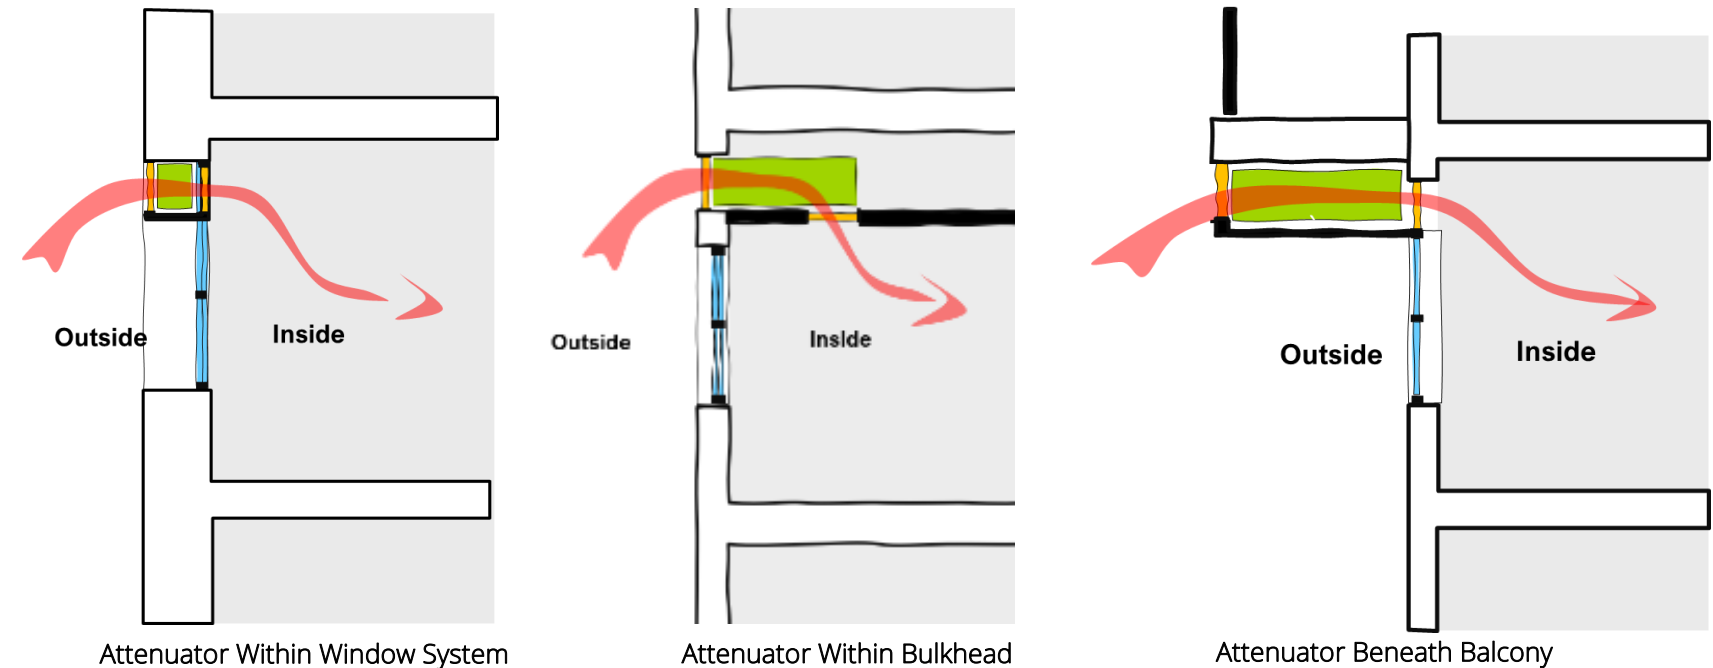 Outside
Inside
Outside
Inside
Outside
Inside
Attenuator Within Window System
Attenuator Within Bulkhead
Attenuator Beneath Balcony